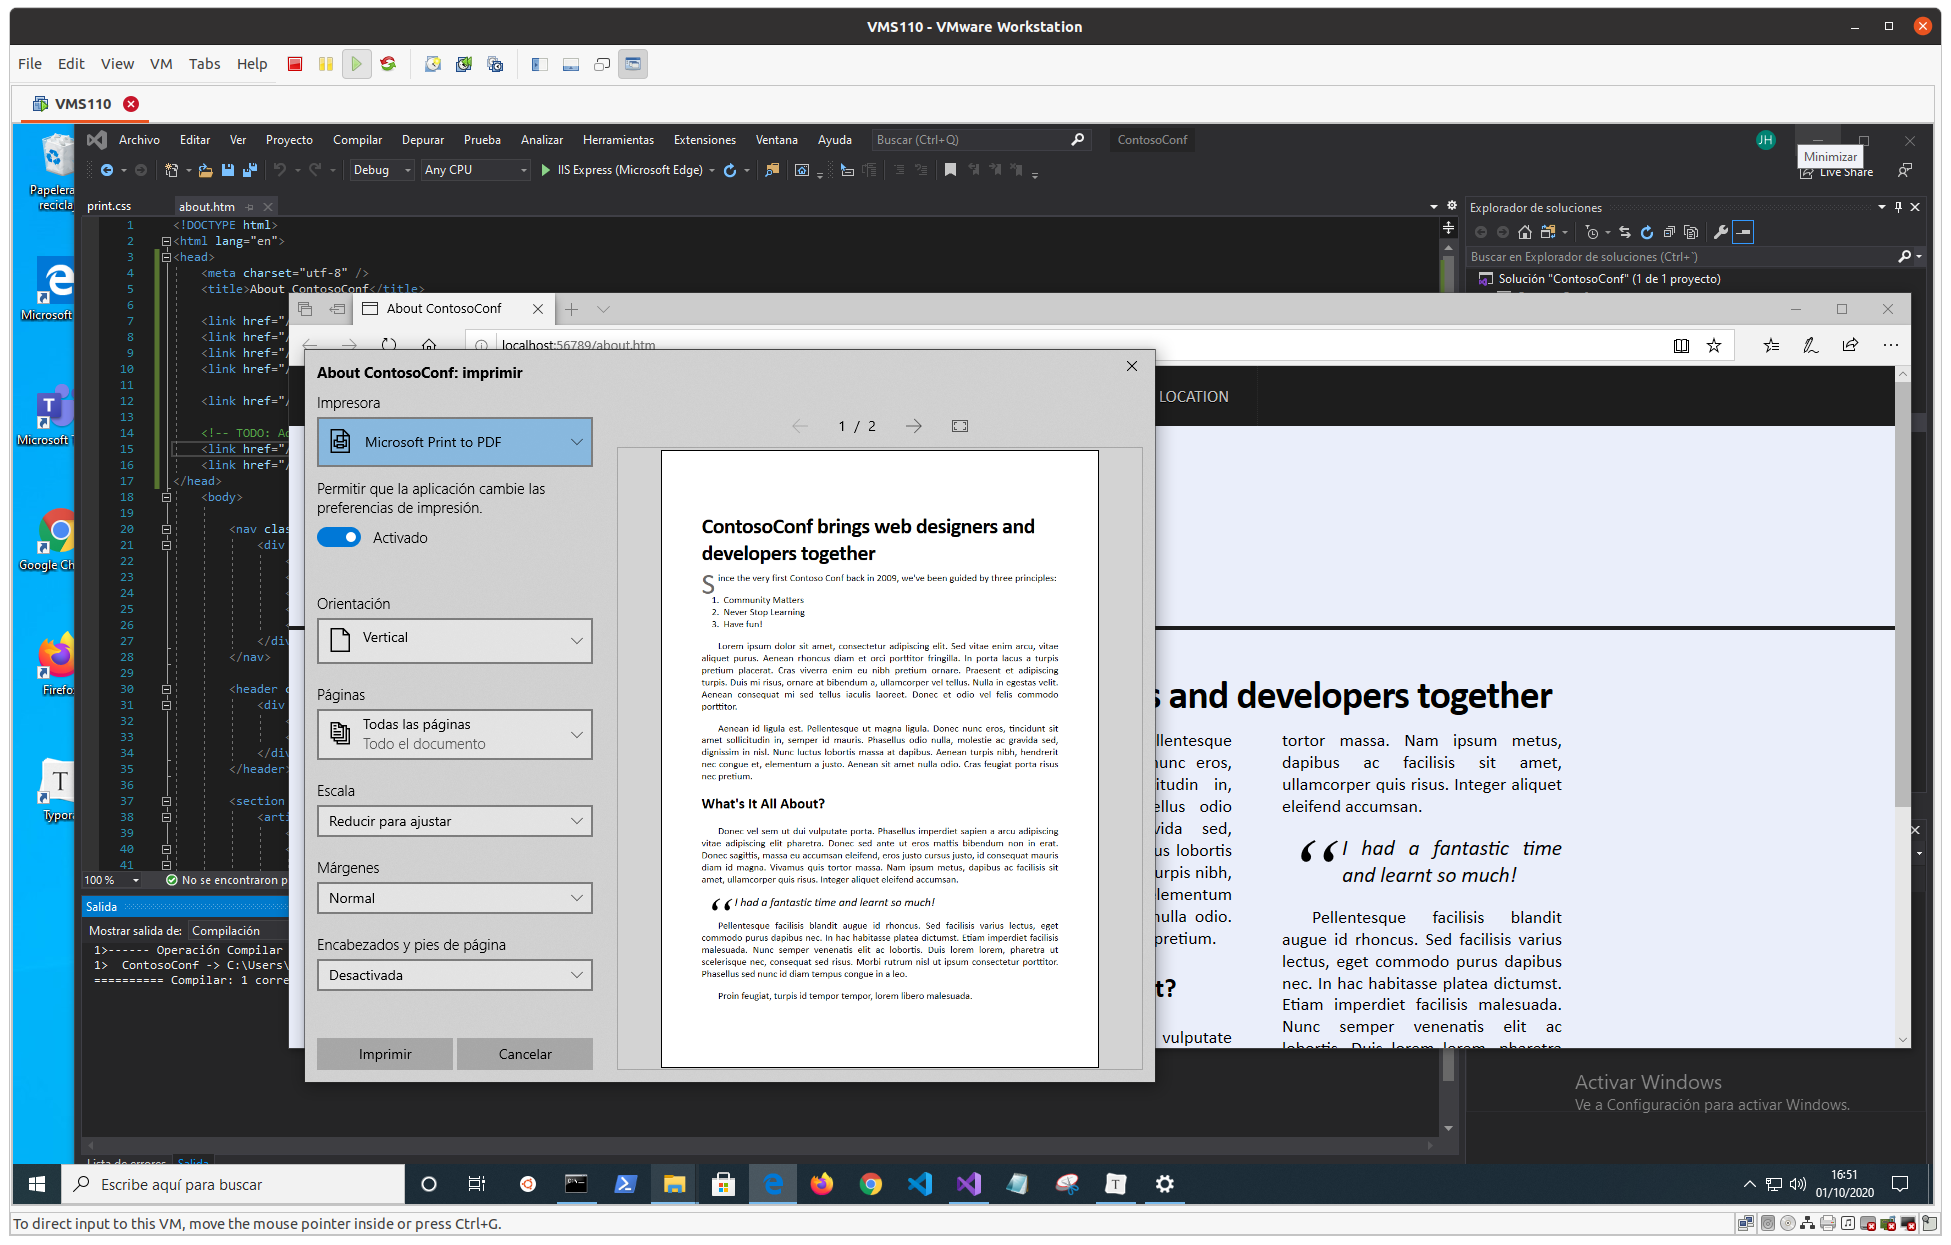 VMS110 - VMware Workstation
File Edit View VM Tabs Help
VMS110
Archivo Editar Ver Proyecto Compilar Depurar Prueba Analizar Herramientas Extensiones Ventana Ayuda Buscar (Ctrl+Q) ContosoConf JH
Minimizar
Debug Any CPU IIS Express (Microsoft Edge) Live Share
Papelera
recicla
Microsoft
Microsoft T
Google Ch
Firefo
Typora
print.css about.htm
1 <!DOCTYPE html>
2 <html lang="en">
3 <head>
4 <meta charset="utf-8" />
5 <title>About ContosoConf</title>
6
7 <link href="/
8 <link href="/
9 <link href="/
10 <link href="/
11
12 <link href="/
13
14 <!-- TODO: Ad
15 <link href="/
16 <link href="/
17 </head>
18 <body>
19
20 <nav clas
21 <div
22
23
24
25
26
27 </div
28 </nav>
29
30 <header c
31 <div
32
33
34 </div
35 </header>
36
37 <section
38 <arti
39
40
41
100 % No se encontraron p
Salida
Mostrar salida de: Compilación
1>------ Operación Compilar
1> ContosoConf -> C:\Users\
========== Compilar: 1 corre
Lista de errores Salida
Explorador de soluciones
Buscar en Explorador de soluciones (Ctrl+`)
Solución "ContosoConf" (1 de 1 proyecto)
About ContosoConf
localhost:56789/about.htm
LOCATION
s and developers together
llentesque
nunc eros,
itudin in,
ellus odio
vida sed,
us lobortis
urpis nibh,
lementum
nulla odio.
pretium.
t?
vulputate
tortor massa. Nam ipsum metus,
dapibus ac facilisis sit amet,
ullamcorper quis risus. Integer aliquet
eleifend accumsan.
“ I had a fantastic time
and learnt so much!
Pellentesque facilisis blandit
augue id rhoncus. Sed facilisis varius
lectus, eget commodo purus dapibus
nec. In hac habitasse platea dictumst.
Etiam imperdiet facilisis malesuada.
Nunc semper venenatis elit ac
lobortis. Duis lorem lorem, pharetra
About ContosoConf: imprimir
Impresora
Microsoft Print to PDF
Permitir que la aplicación cambie las
preferencias de impresión.
Activado
Orientación
Vertical
Páginas
Todas las páginas
Todo el documento
Escala
Reducir para ajustar
Márgenes
Normal
Encabezados y pies de página
Desactivada
Imprimir Cancelar
1 / 2
ContosoConf brings web designers and
developers together
Since the very first Contoso Conf back in 2009, we've been guided by three principles:
1. Community Matters
2. Never Stop Learning
3. Have fun!
Lorem ipsum dolor sit amet, consectetur adipiscing elit. Sed vitae enim arcu, vitae
aliquet purus. Aenean rhoncus diam et orci porttitor fringilla. In porta lacus a turpis
pretium placerat. Cras viverra enim eu nibh pretium ornare. Praesent et adipiscing
turpis. Duis mi risus, ornare at bibendum a, ullamcorper vel tellus. Nulla in egestas velit.
Aenean consequat mi sed tellus iaculis laoreet. Donec et odio vel felis commodo
porttitor.
Aenean id ligula est. Pellentesque ut magna ligula. Donec nunc eros, tincidunt sit
amet sollicitudin in, semper id mauris. Phasellus odio nulla, molestie ac gravida sed,
dignissim in nisl. Nunc luctus lobortis massa at dapibus. Aenean turpis nibh, hendrerit
nec congue et, elementum a justo. Aenean sit amet nulla odio. Cras feugiat porta risus
nec pretium.
What's It All About?
Donec vel sem ut dui vulputate porta. Phasellus imperdiet sapien a arcu adipiscing
vitae adipiscing elit pharetra. Donec sed ante ut eros mattis bibendum non in erat.
Donec sagittis, massa eu accumsan eleifend, eros justo cursus justo, id consequat mauris
diam id magna. Vivamus quis tortor massa. Nam ipsum metus, dapibus ac facilisis sit
amet, ullamcorper quis risus. Integer aliquet eleifend accumsan.
“ I had a fantastic time and learnt so much!
Pellentesque facilisis blandit augue id rhoncus. Sed facilisis varius lectus, eget
commodo purus dapibus nec. In hac habitasse platea dictumst. Etiam imperdiet facilisis
malesuada. Nunc semper venenatis elit ac lobortis. Duis lorem lorem, pharetra ut
scelerisque nec, consequat sed risus. Morbi rutrum nisl ut ipsum consectetur porttitor.
Phasellus sed nunc id diam tempus congue in a leo.
Proin feugiat, turpis id tempor tempor, lorem libero malesuada.
Activar Windows
Ve a Configuración para activar Windows.
Escribe aquí para buscar
16:51
01/10/2020
To direct input to this VM, move the mouse pointer inside or press Ctrl+G.